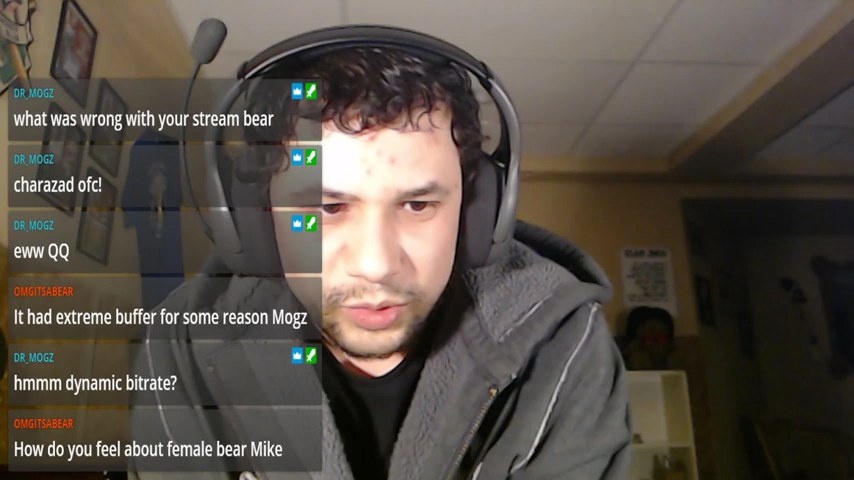 DR_MOGZ
what was wrong with your stream bear
DR_MOGZ
charazad ofc!
DR_MOGZ
eww QQ
OMGITSABEAR
It had extreme buffer for some reason Mogz
DR_MOGZ
hmmm dynamic bitrate?
OMGITSABEAR
How do you feel about female bear Mike